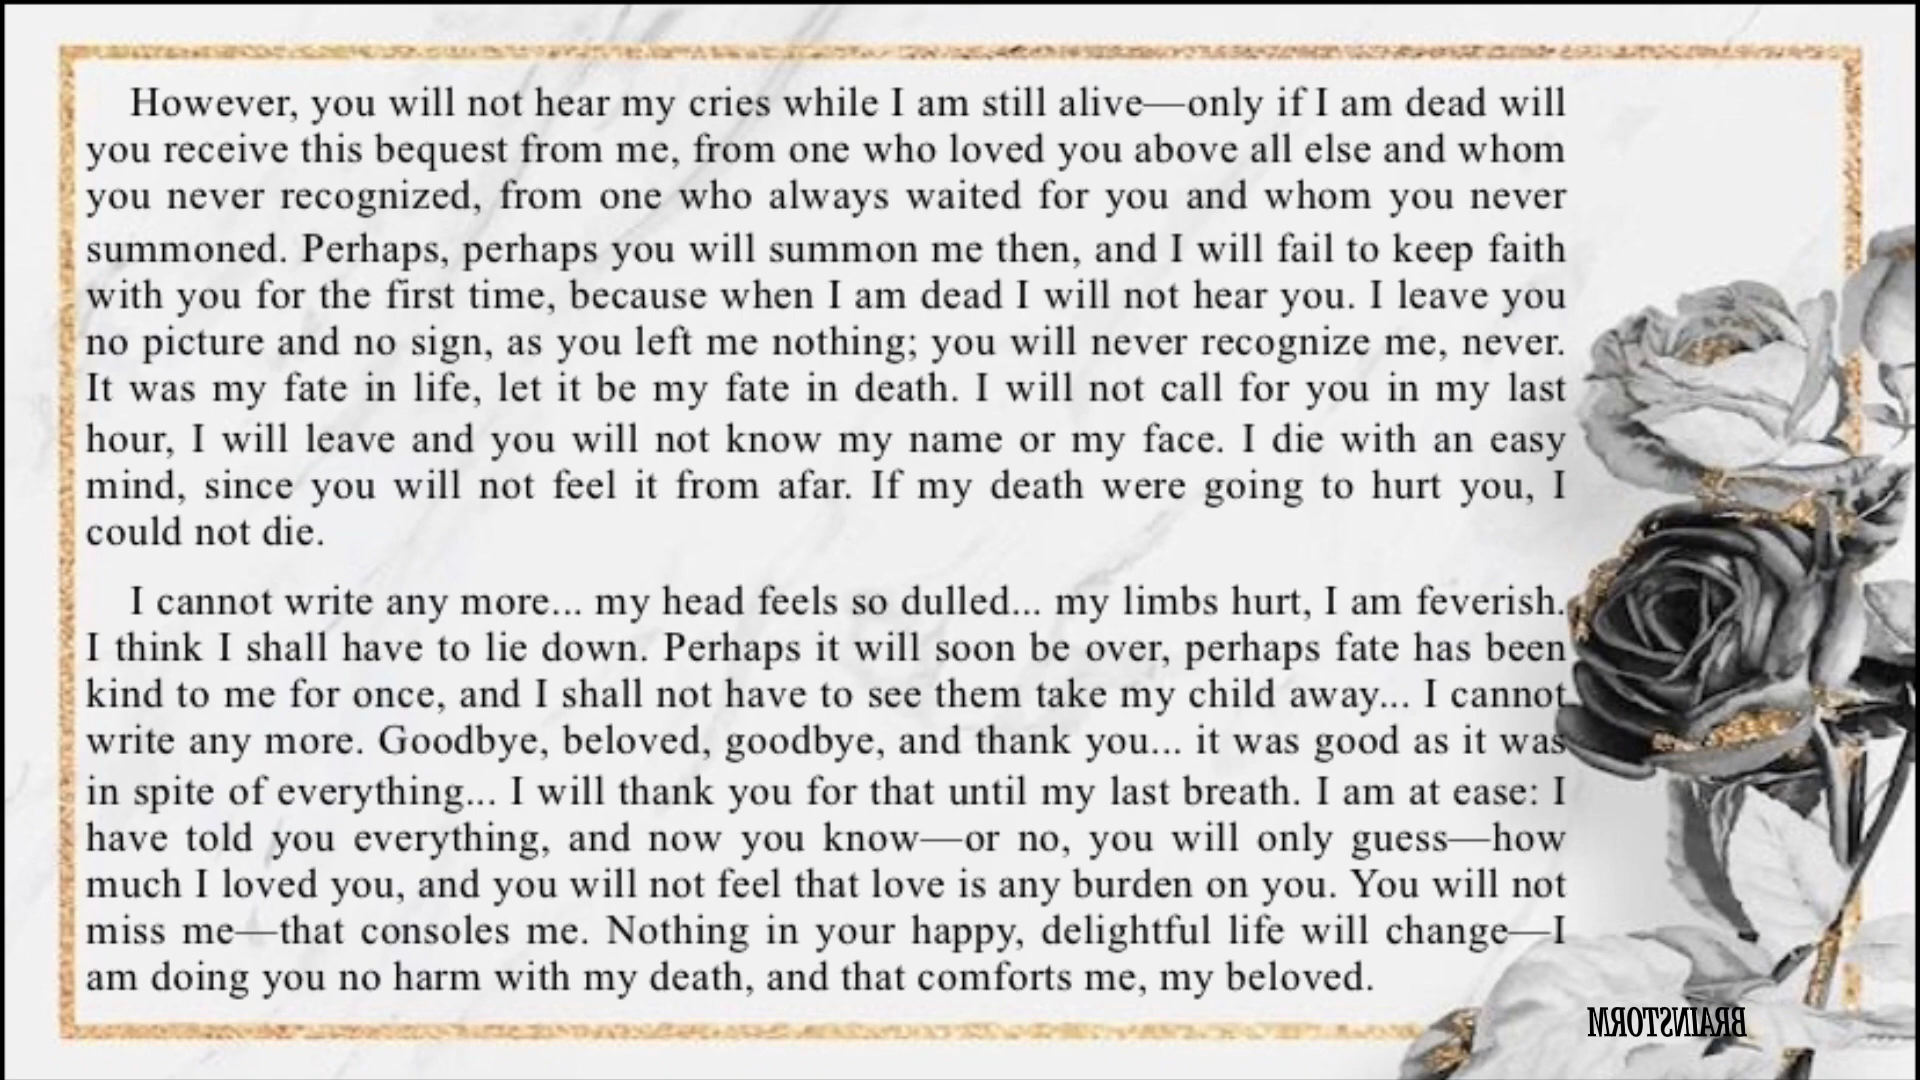 However, you will not hear my cries while I am still alive—only if I am dead will
you receive this bequest from me, from one who loved you above all else and whom
you never recognized, from one who always waited for you and whom you never
summoned. Perhaps, perhaps you will summon me then, and I will fail to keep faith
with you for the first time, because when I am dead I will not hear you. I leave you
no picture and no sign, as you left me nothing; you will never recognize me, never.
It was my fate in life, let it be my fate in death. I will not call for you in my last
hour, I will leave and you will not know my name or my face. I die with an easy
mind, since you will not feel it from afar. If my death were going to hurt you, I
could not die.
I cannot write any more... my head feels so dulled... my limbs hurt, I am feverish.
I think I shall have to lie down. Perhaps it will soon be over, perhaps fate has been
kind to me for once, and I shall not have to see them take my child away... I cannot
write any more. Goodbye, beloved, goodbye, and thank you... it was good as it was
in spite of everything... I will thank you for that until my last breath. I am at ease: I
have told you everything, and now you know—or no, you will only guess—how
much I loved you, and you will not feel that love is any burden on you. You will not
miss me—that consoles me. Nothing in your happy, delightful life will change—I
am doing you no harm with my death, and that comforts me, my beloved.
BRAINSTORM